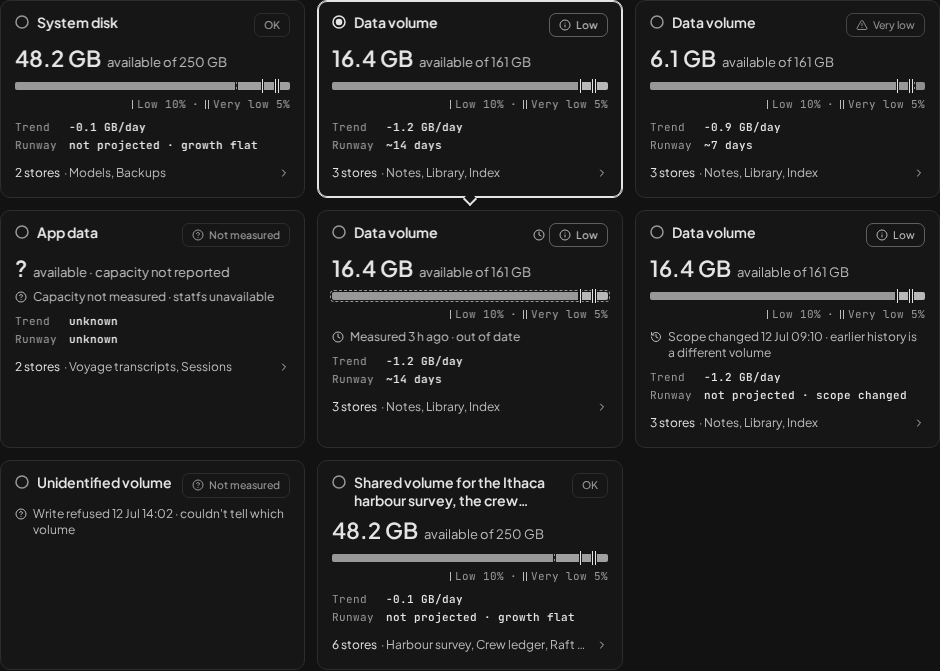 System disk
OK
48.2 GB available of 250 GB
Low 10% · Very low 5%
Trend -0.1 GB/day
Runway not projected · growth flat
2 stores · Models, Backups
Data volume
Low
16.4 GB available of 161 GB
Low 10% · Very low 5%
Trend -1.2 GB/day
Runway ~14 days
3 stores · Notes, Library, Index
Data volume
Very low
6.1 GB available of 161 GB
Low 10% · Very low 5%
Trend -0.9 GB/day
Runway ~7 days
3 stores · Notes, Library, Index
App data
Not measured
? available · capacity not reported
Capacity not measured · statfs unavailable
Trend unknown
Runway unknown
2 stores · Voyage transcripts, Sessions
Data volume
Low
16.4 GB available of 161 GB
Low 10% · Very low 5%
Measured 3 h ago · out of date
Trend -1.2 GB/day
Runway ~14 days
3 stores · Notes, Library, Index
Data volume
Low
16.4 GB available of 161 GB
Low 10% · Very low 5%
Scope changed 12 Jul 09:10 · earlier history is
a different volume
Trend -1.2 GB/day
Runway not projected · scope changed
3 stores · Notes, Library, Index
Unidentified volume
Not measured
Write refused 12 Jul 14:02 · couldn't tell which
volume
Shared volume for the Ithaca
harbour survey, the crew...
OK
48.2 GB available of 250 GB
Low 10% · Very low 5%
Trend -0.1 GB/day
Runway not projected · growth flat
6 stores · Harbour survey, Crew ledger, Raft ...